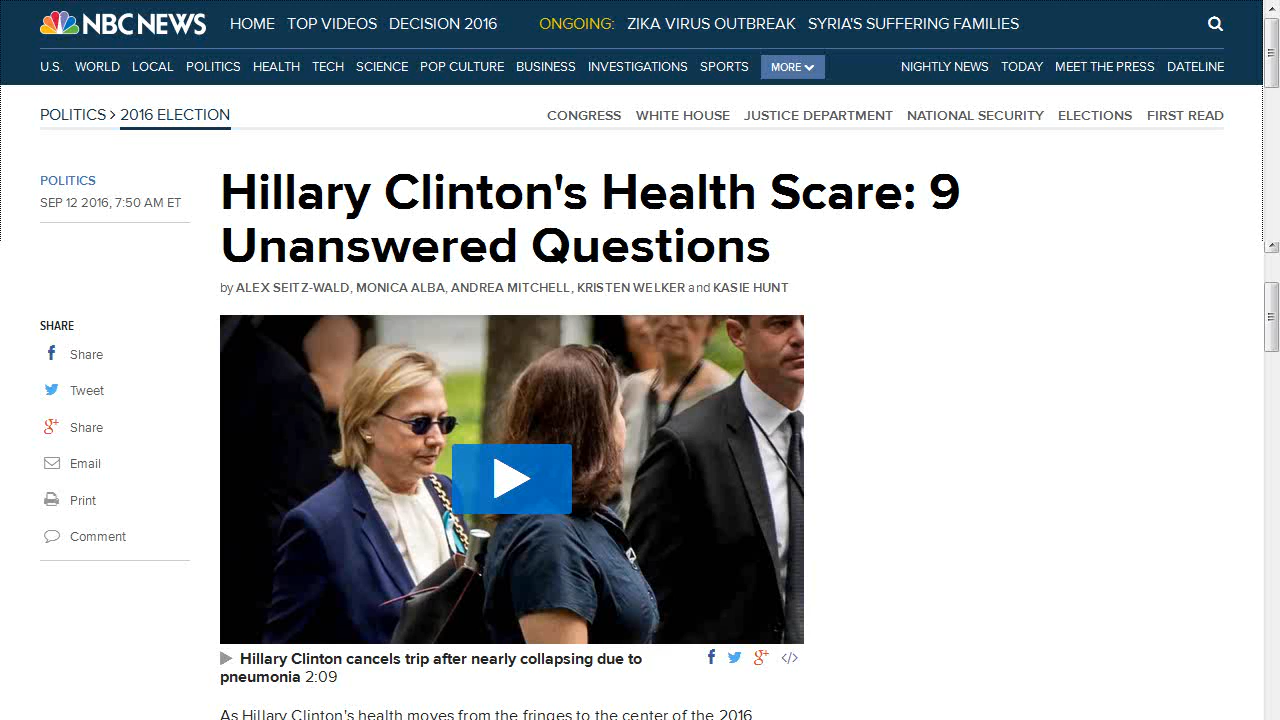 NBC NEWS HOME TOP VIDEOS DECISION 2016 ONGOING: ZIKA VIRUS OUTBREAK SYRIA'S SUFFERING FAMILIES
U.S. WORLD LOCAL POLITICS HEALTH TECH SCIENCE POP CULTURE BUSINESS INVESTIGATIONS SPORTS MORE NIGHTLY NEWS TODAY MEET THE PRESS DATELINE
POLITICS > 2016 ELECTION CONGRESS WHITE HOUSE JUSTICE DEPARTMENT NATIONAL SECURITY ELECTIONS FIRST READ
POLITICS
SEP 12 2016, 7:50 AM ET
Hillary Clinton's Health Scare: 9
Unanswered Questions
by ALEX SEITZ-WALD, MONICA ALBA, ANDREA MITCHELL, KRISTEN WELKER and KASIE HUNT
SHARE
Share
Tweet
Share
Email
Print
Comment
Hillary Clinton cancels trip after nearly collapsing due to
pneumonia 2:09
As Hillary Clinton's health moves from the fringes to the center of the 2016